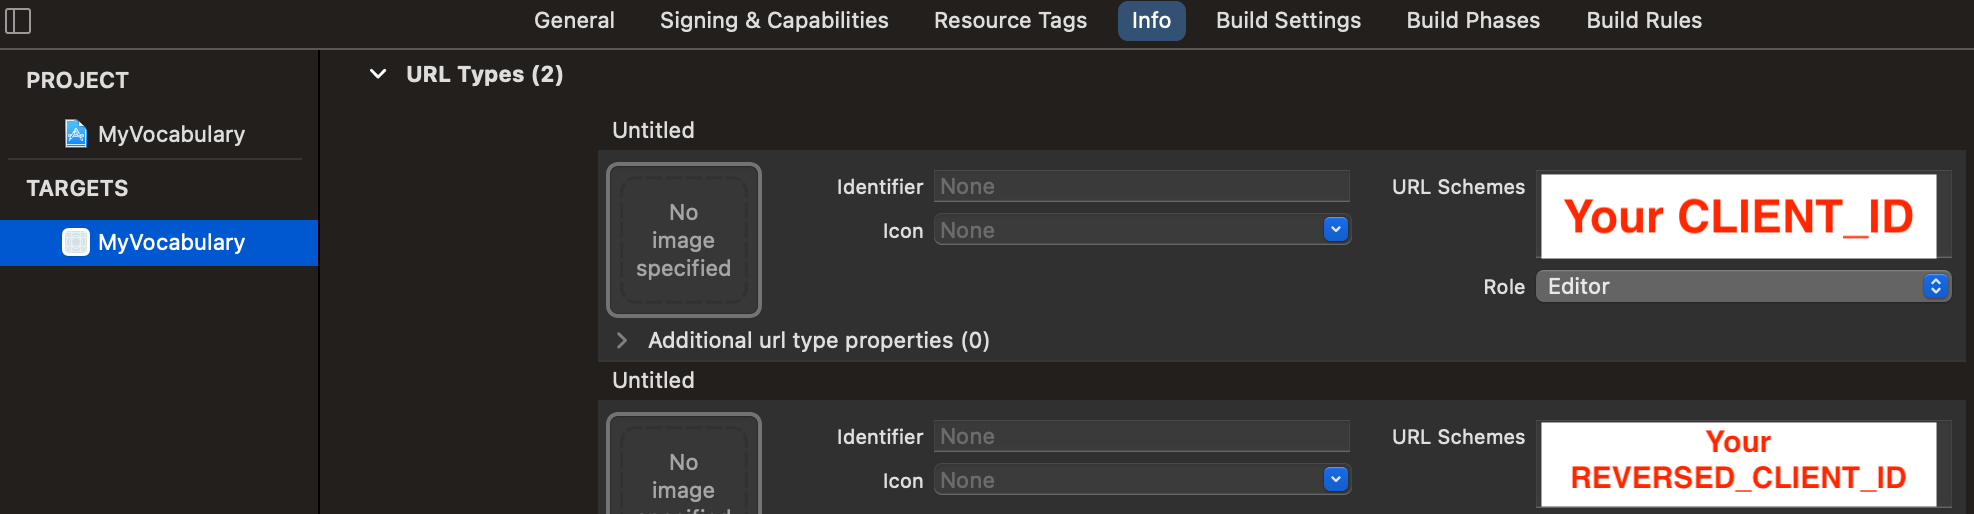 General Signing & Capabilities Resource Tags Info Build Settings Build Phases Build Rules
PROJECT
MyVocabulary
TARGETS
MyVocabulary
URL Types (2)
Untitled
No
image
specified
Identifier None
Icon None
URL Schemes Your CLIENT_ID
Role Editor
Additional url type properties (0)
Untitled
No
image
specified
Identifier None
Icon None
URL Schemes
Your
REVERSED_CLIENT_ID